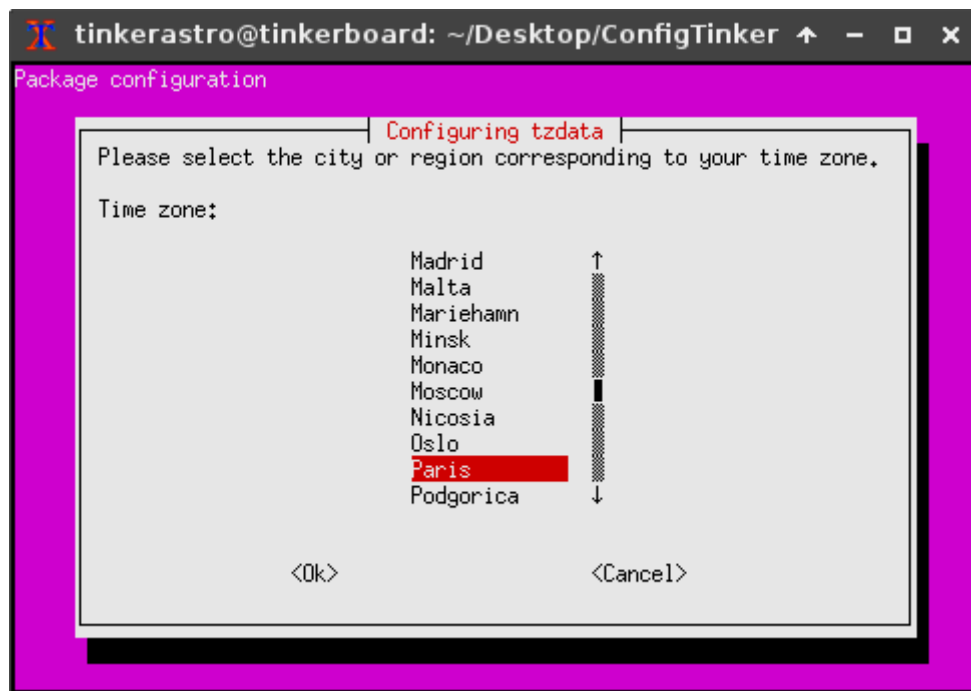 tinkerastro@tinkerboard: ~/Desktop/ConfigTinker
Package configuration
Configuring tzdata
Please select the city or region corresponding to your time zone.
Time zone:
Madrid
Malta
Mariehamn
Minsk
Monaco
Moscow
Nicosia
Oslo
Paris
Podgorica
<Ok> <Cancel>